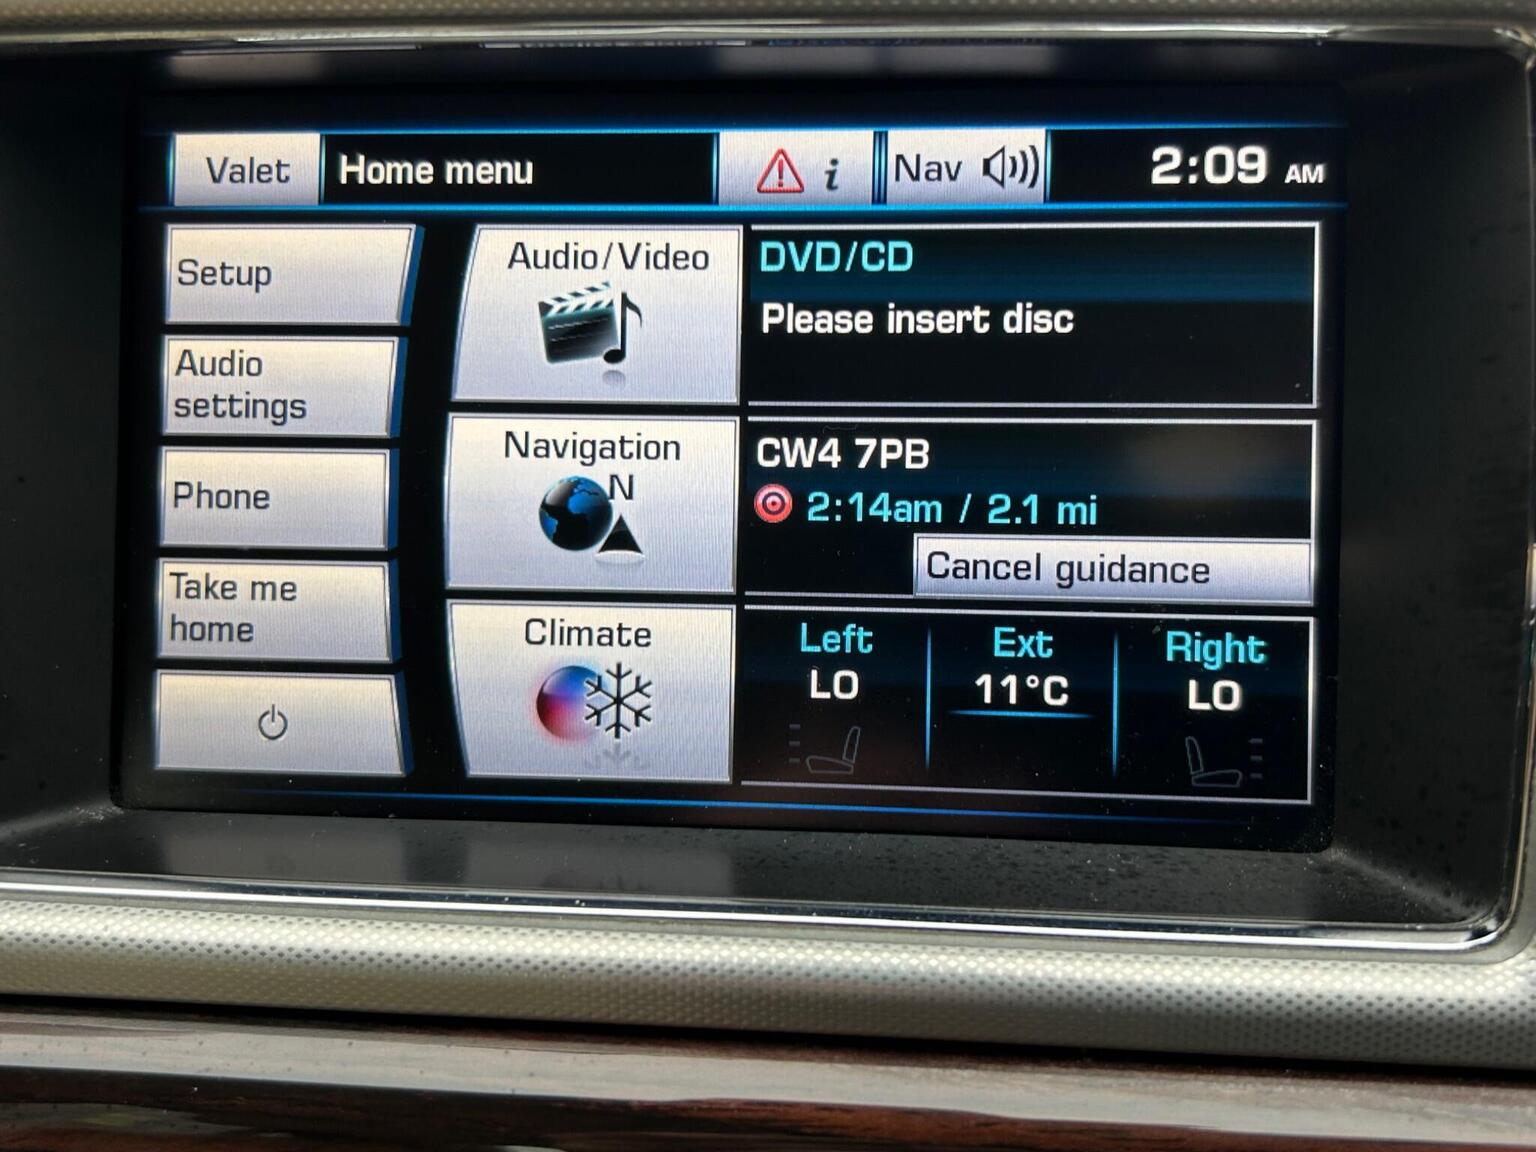 Valet
Home menu
i
Nav
2:09 AM
Setup
Audio
settings
Phone
Take me
home
Audio/Video
Navigation
N
Climate
DVD/CD
Please insert disc
CW4 7PB
2:14am / 2.1 mi
Cancel guidance
Left
LO
Ext
11°C
Right
LO